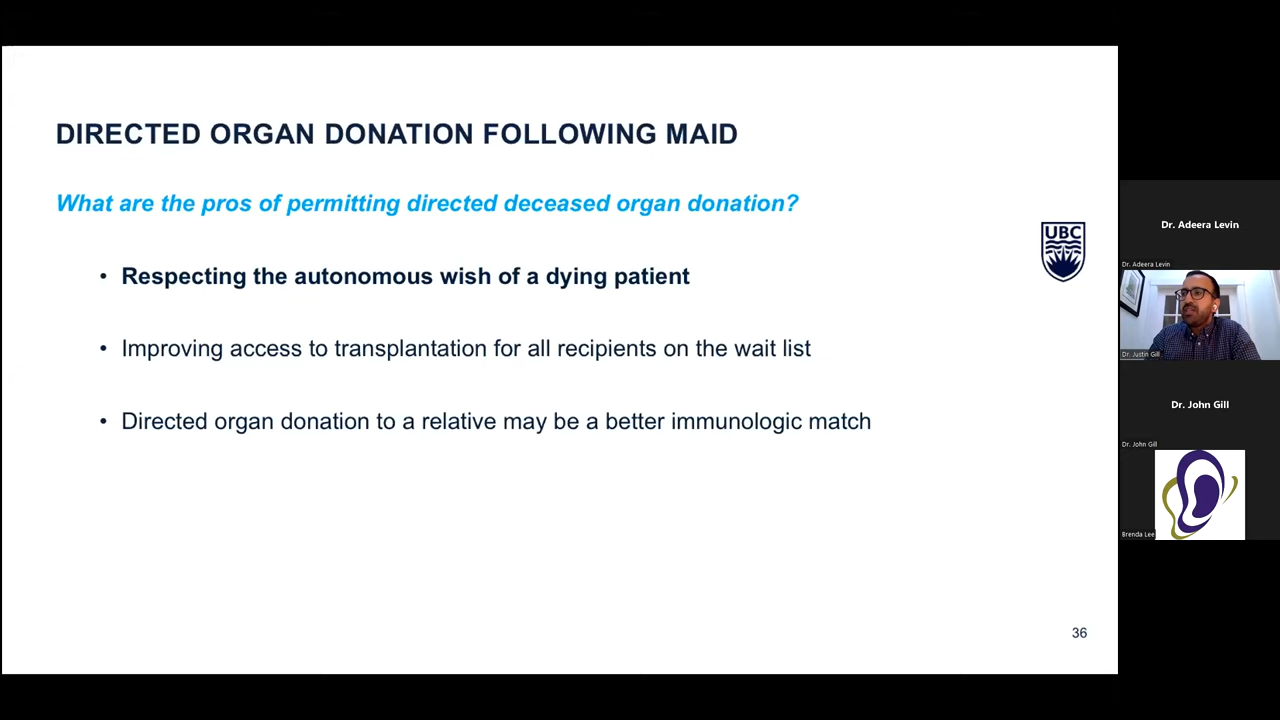 DIRECTED ORGAN DONATION FOLLOWING MAID
What are the pros of permitting directed deceased organ donation?
• Respecting the autonomous wish of a dying patient
• Improving access to transplantation for all recipients on the wait list
• Directed organ donation to a relative may be a better immunologic match
UBC
36
Dr. Adeera Levin
Dr. Adeera Levin
Dr. Justin Gill
Dr. John Gill
Dr. John Gill
Brenda Lee